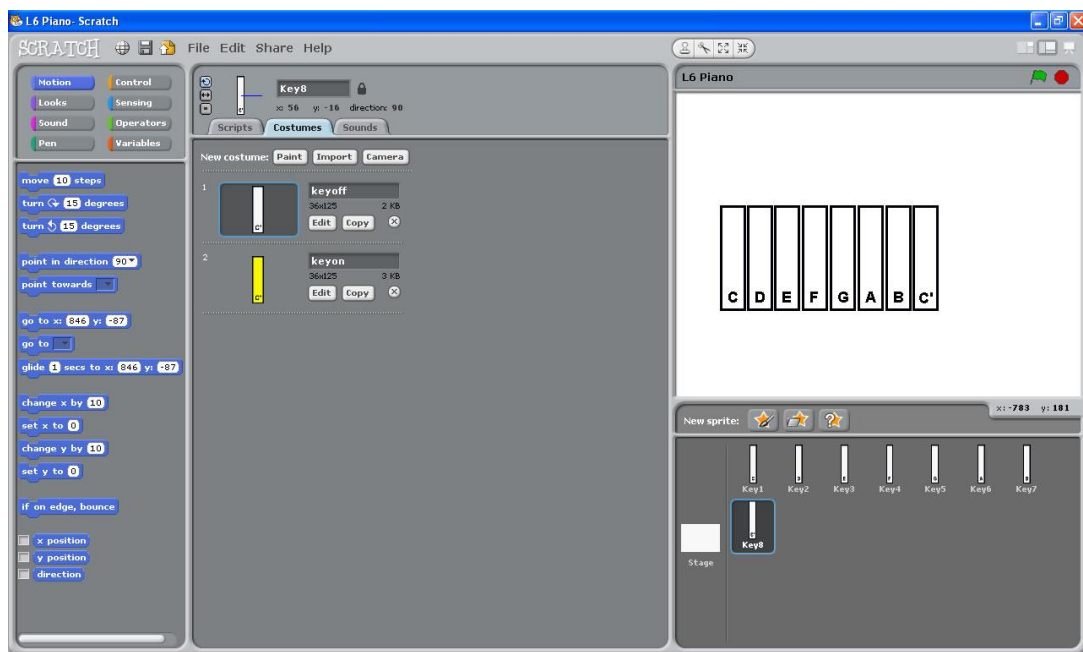 L6 Piano- Scratch
SCRATCH File Edit Share Help
Motion Control
Looks Sensing
Sound Operators
Pen Variables
move 10 steps
turn 15 degrees
turn 15 degrees
point in direction 90
point towards
go to x: 846 y: -87
go to
glide 1 secs to x: 846 y: -87
change x by 10
set x to 0
change y by 10
set y to 0
if on edge, bounce
x position
y position
direction
Key8
x: 56 y: -16 direction: 90
Scripts Costumes Sounds
New costume: Paint Import Camera
1
keyoff
36x125 2 KB
Edit Copy
C'
2
keyon
36x125 3 KB
Edit Copy
C'
L6 Piano
C D E F G A B C'
x: -783 y: 181
New sprite:
Key1 Key2 Key3 Key4 Key5 Key6 Key7
Key8
Stage